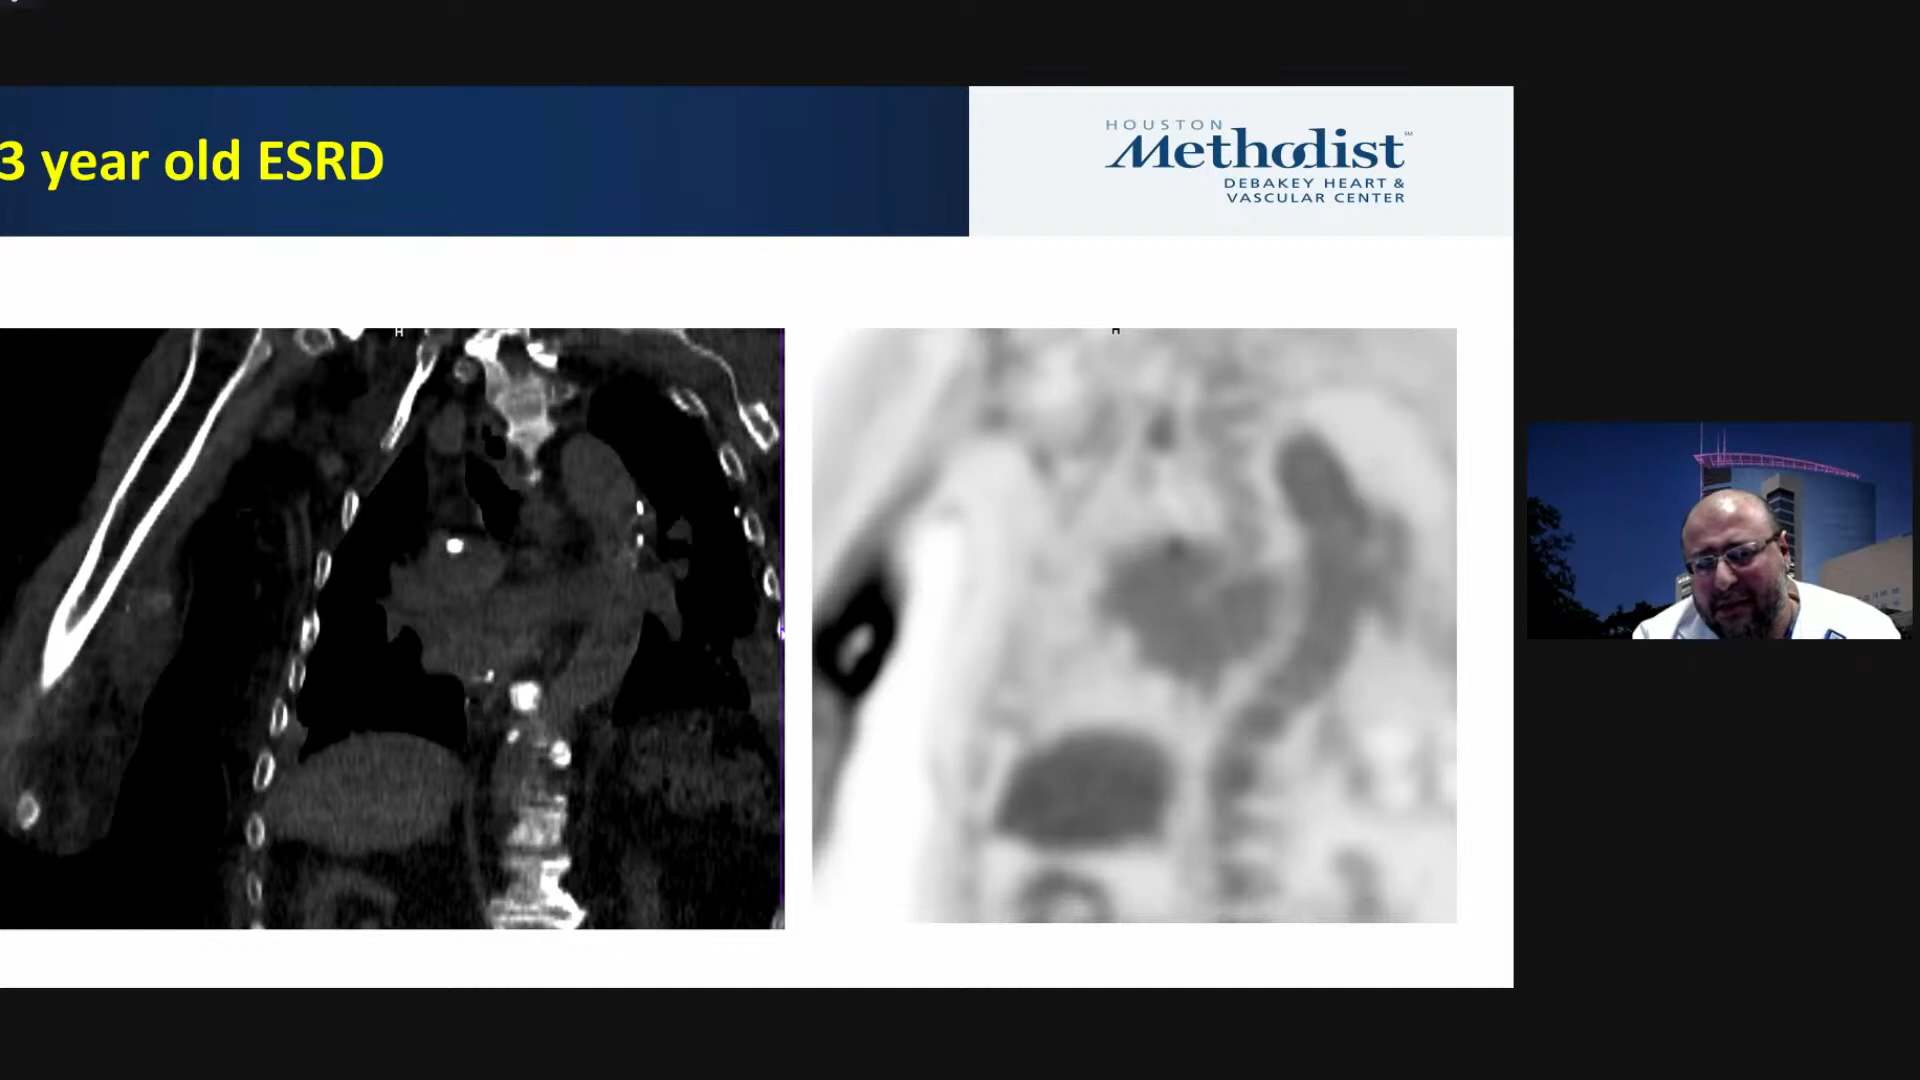 3 year old ESRD
HOUSTON
Methodist
DEBAKEY HEART &
VASCULAR CENTER
H
H